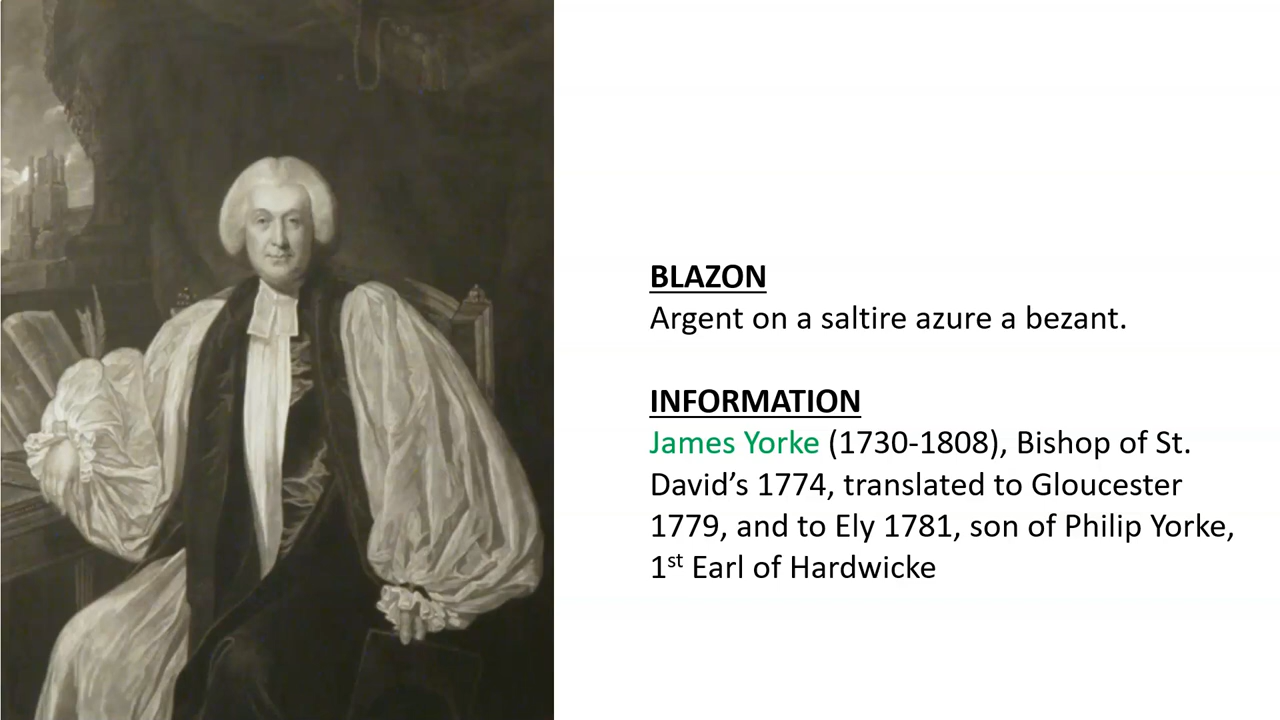 BLAZON
Argent on a saltire azure a bezant.
INFORMATION
James Yorke (1730-1808), Bishop of St.
David’s 1774, translated to Gloucester
1779, and to Ely 1781, son of Philip Yorke,
1st Earl of Hardwicke